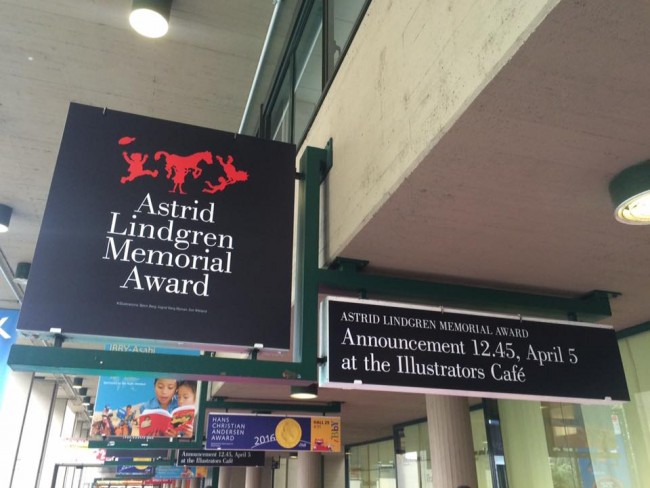 Astrid
Lindgren
Memorial
Award
ASTRID LINDGREN MEMORIAL AWARD
Announcement 12.45, April 5
at the Illustrators Café
IBBY-Asahi
HANS
CHRISTIAN
ANDERSEN
AWARD
2016
Announcement 12.45, April 5
at the Illustrators Café